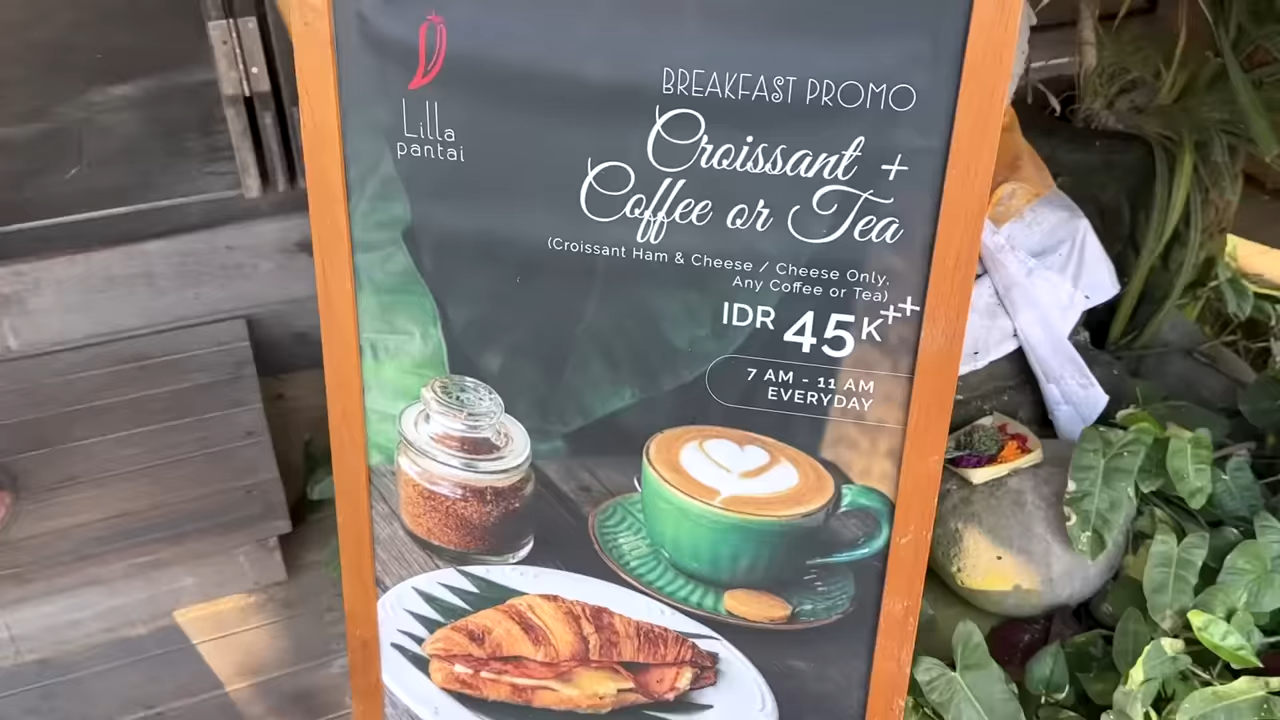 Lilla
pantai
BREAKFAST PROMO
Croissant +
Coffee or Tea
(Croissant Ham & Cheese / Cheese Only,
Any Coffee or Tea)
IDR 45K++
7 AM - 11 AM
EVERYDAY